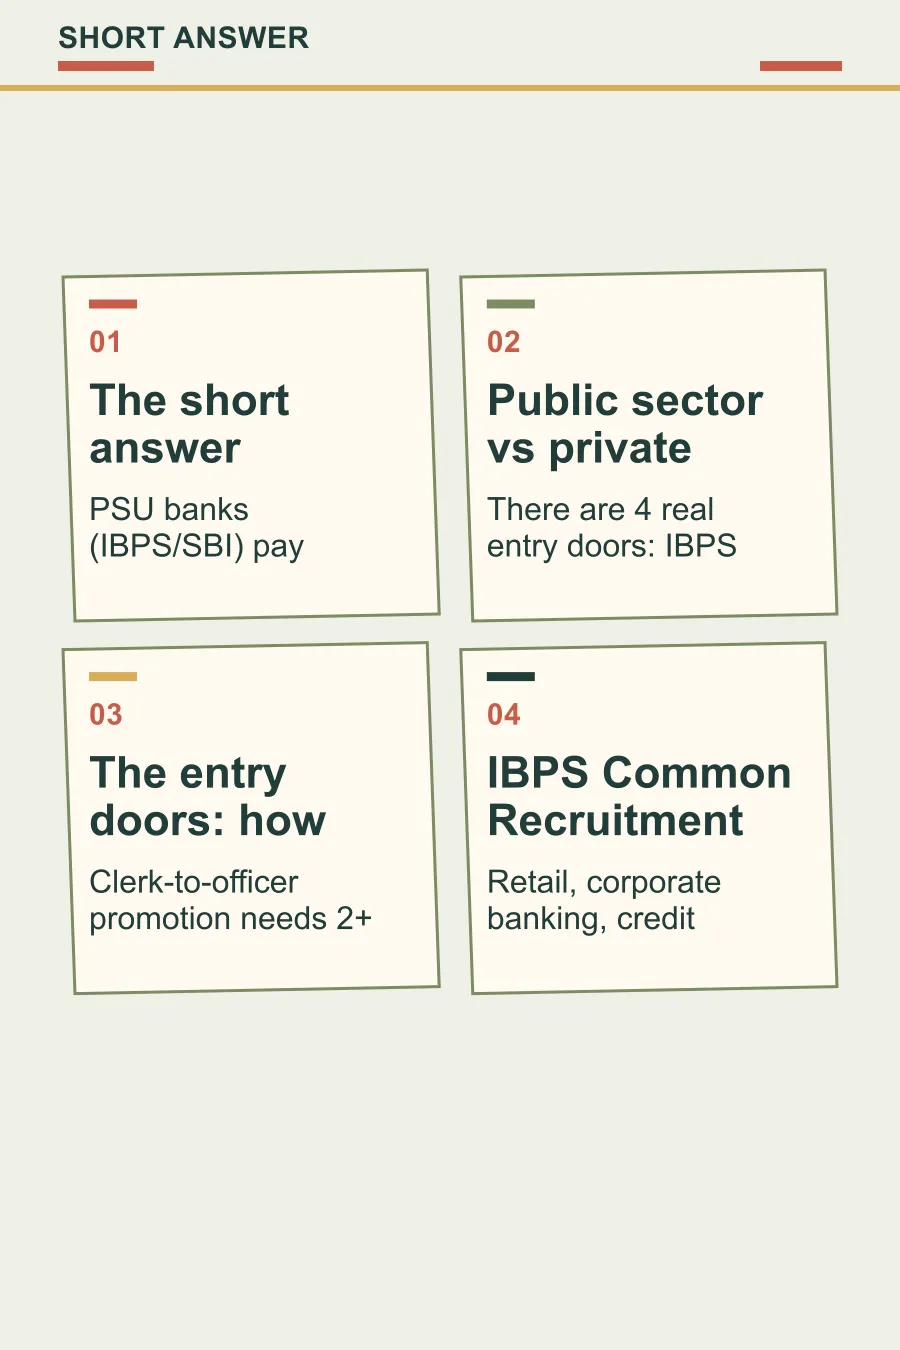 SHORT ANSWER
01
The short
answer
PSU banks
(IBPS/SBI) pay
02
Public sector
vs private
There are 4 real
entry doors: IBPS
03
The entry
doors: how
Clerk-to-officer
promotion needs 2+
04
IBPS Common
Recruitment
Retail, corporate
banking, credit